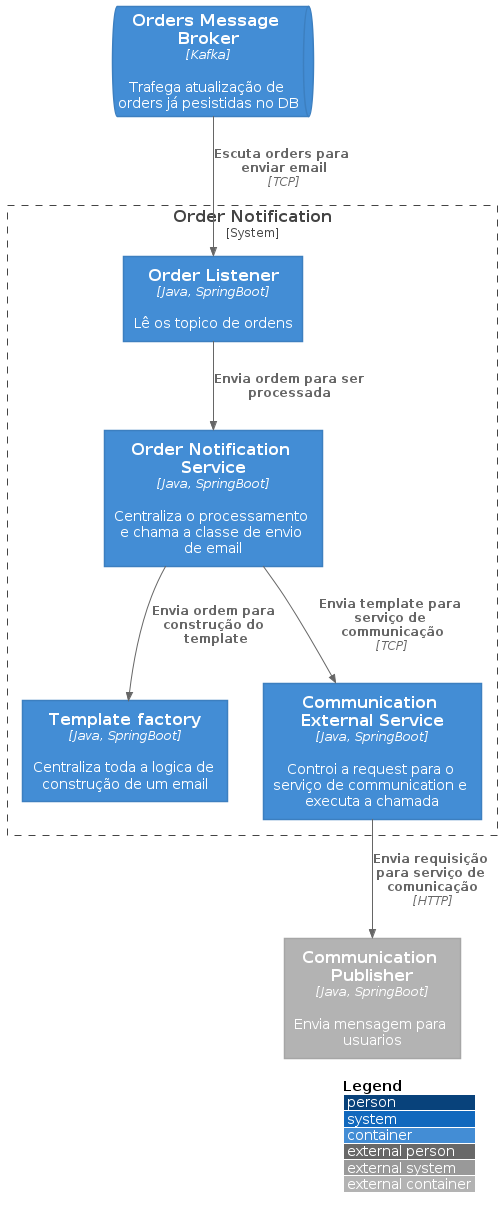 Orders Message
Broker
[Kafka]
Trafega atualização de
orders já pesistidas no DB
Escuta orders para
enviar email
[TCP]
Order Notification
[System]
Order Listener
[Java, SpringBoot]
Lê os topico de ordens
Envia ordem para ser
processada
Order Notification
Service
[Java, SpringBoot]
Centraliza o processamento
e chama a classe de envio
de email
Envia ordem para
construção do
template
Envia template para
serviço de
communicação
[TCP]
Template factory
[Java, SpringBoot]
Centraliza toda a logica de
construção de um email
Communication
External Service
[Java, SpringBoot]
Controi a request para o
serviço de communication e
executa a chamada
Envia requisição
para serviço de
comunicação
[HTTP]
Communication
Publisher
[Java, SpringBoot]
Envia mensagem para
usuarios
Legend
person
system
container
external person
external system
external container